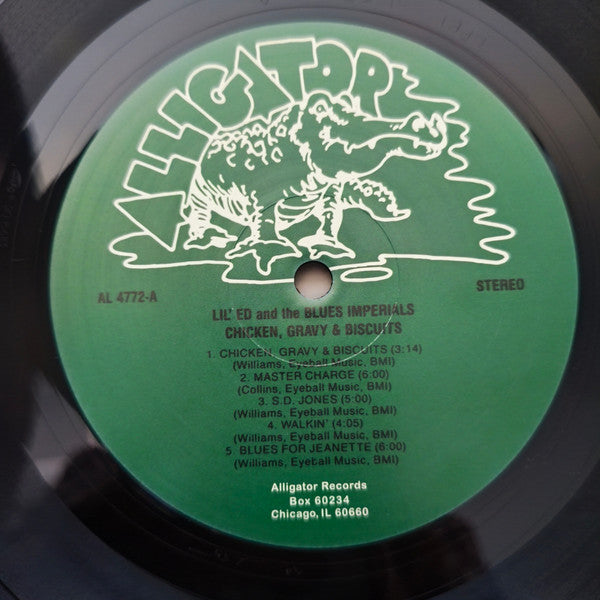 ALLIGATOR
AL 4772-A
STEREO
LIL' ED and the BLUES IMPERIALS
CHICKEN, GRAVY & BISCUITS
1. CHICKEN, GRAVY & BISCUITS (3:14)
(Williams, Eyeball Music, BMI)
2. MASTER CHARGE (6:00)
(Collins, Eyeball Music, BMI)
3. S.D. JONES (5:00)
(Williams, Eyeball Music, BMI)
4. WALKIN' (4:05)
(Williams, Eyeball Music, BMI)
5. BLUES FOR JEANETTE (6:00)
(Williams, Eyeball Music, BMI)
Alligator Records
Box 60234
Chicago, IL 60660